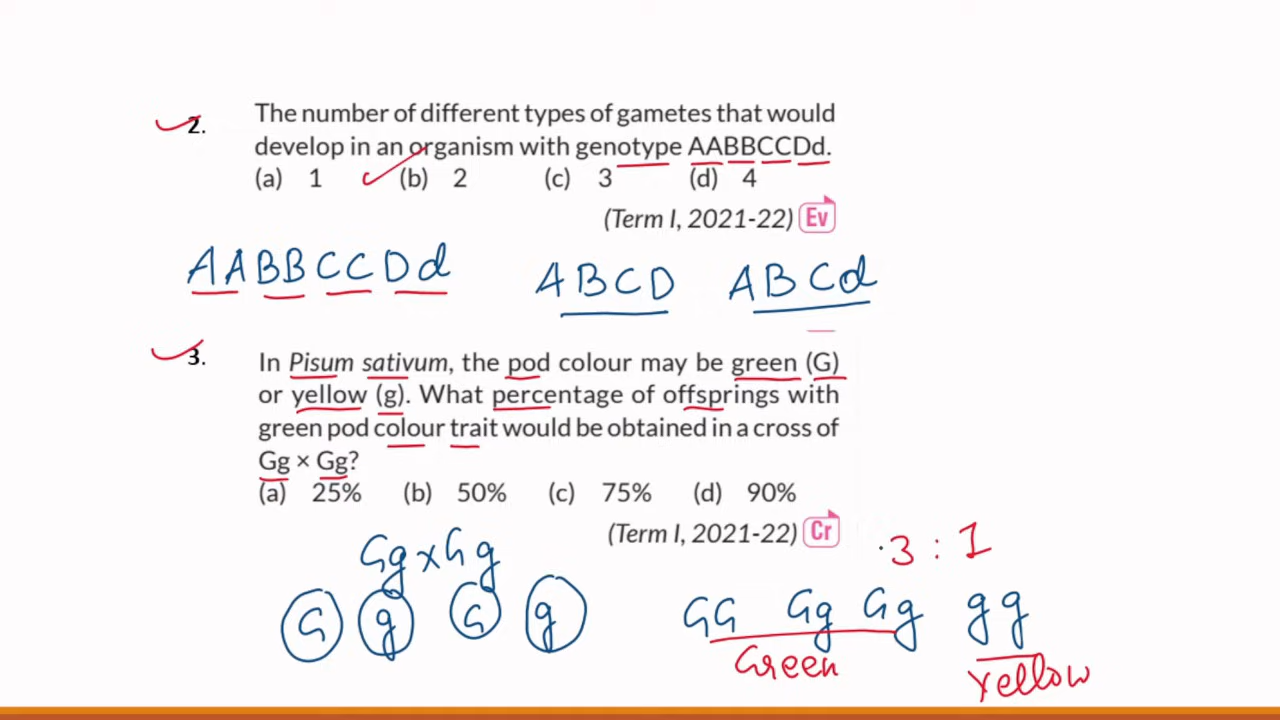 2. The number of different types of gametes that would
develop in an organism with genotype AABBCCDd.
(a) 1 (b) 2 (c) 3 (d) 4
(Term I, 2021-22) Ev
AABBCCDd ABCD ABCd
3. In Pisum sativum, the pod colour may be green (G)
or yellow (g). What percentage of offsprings with
green pod colour trait would be obtained in a cross of
Gg × Gg?
(a) 25% (b) 50% (c) 75% (d) 90%
(Term I, 2021-22) Cr
3 : 1
Gg x Gg
G g G g GG Gg Gg gg
Green Yellow